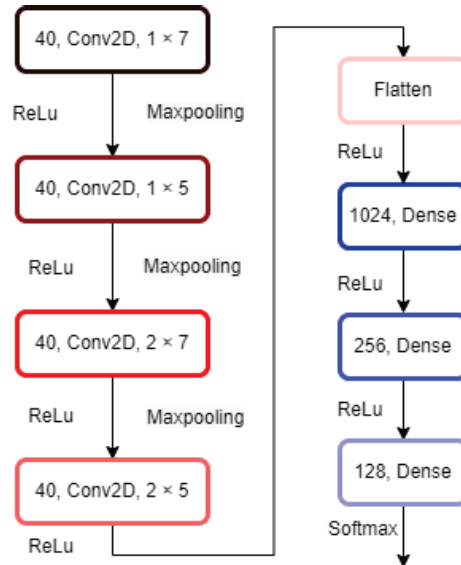 40, Conv2D, 1 × 7
ReLu
Maxpooling
40, Conv2D, 1 × 5
ReLu
Maxpooling
40, Conv2D, 2 × 7
ReLu
Maxpooling
40, Conv2D, 2 × 5
ReLu
Flatten
ReLu
1024, Dense
ReLu
256, Dense
ReLu
128, Dense
Softmax